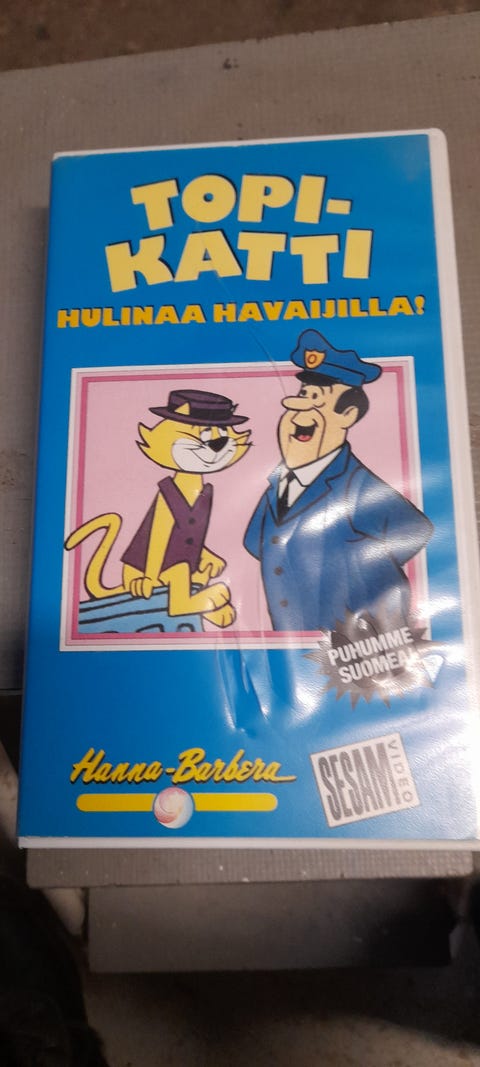 TOPI-
KATTI
HULINAA HAVAIJILLA!
PUHUMME
SUOMEA!
Hanna-Barbera
SESAM
VIDEO